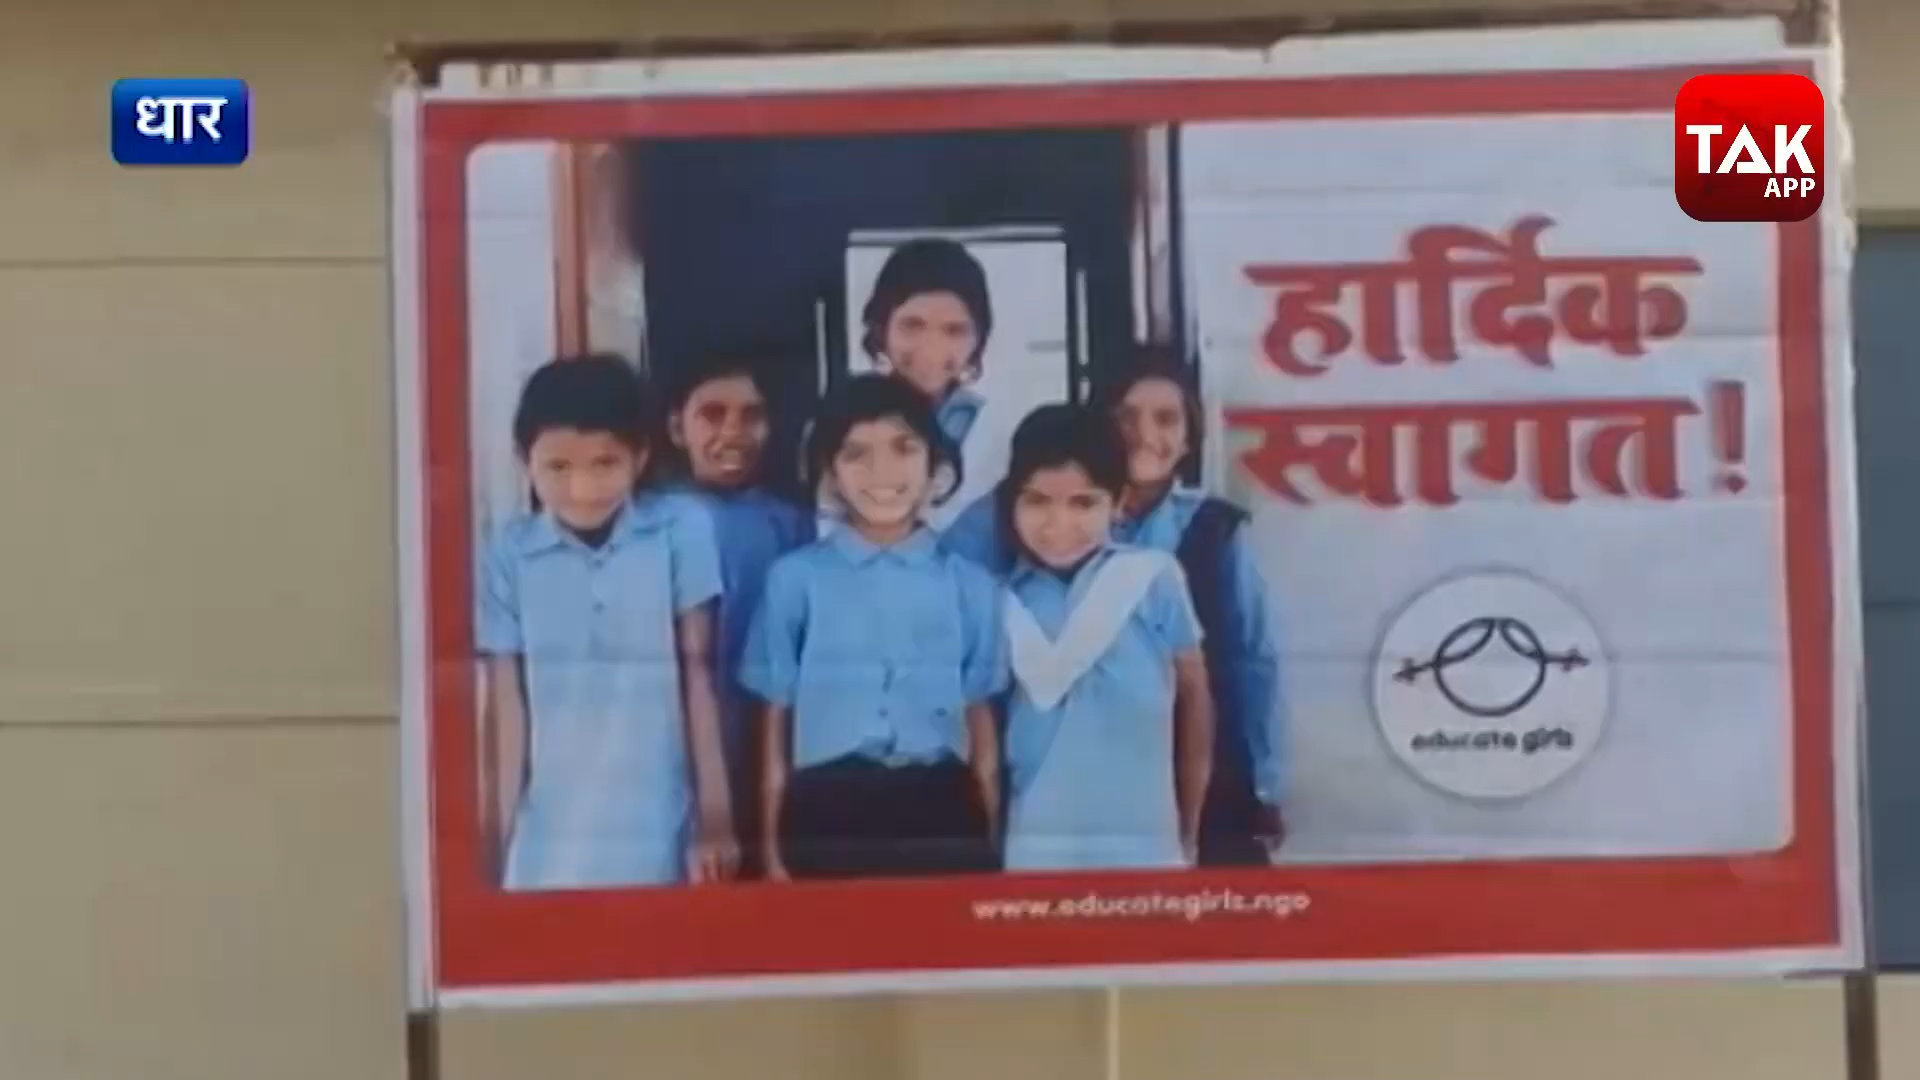 धार
TAK
APP
हार्दिक
स्वागत!
educate girls
www.educategirls.ngo